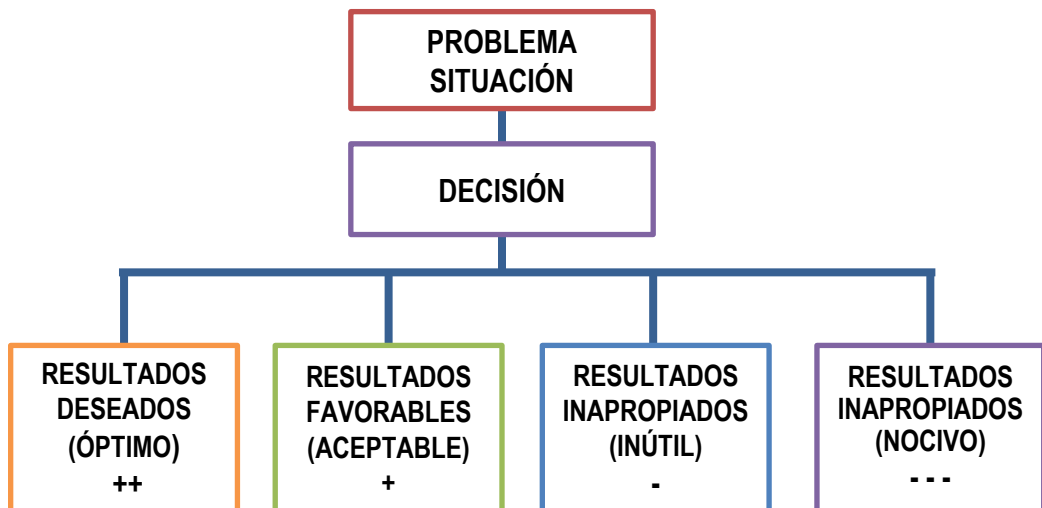 PROBLEMA
SITUACIÓN
DECISIÓN
RESULTADOS
DESEADOS
(ÓPTIMO)
++
RESULTADOS
FAVORABLES
(ACEPTABLE)
+
RESULTADOS
INAPROPIADOS
(INÚTIL)
-
RESULTADOS
INAPROPIADOS
(NOCIVO)
- - -